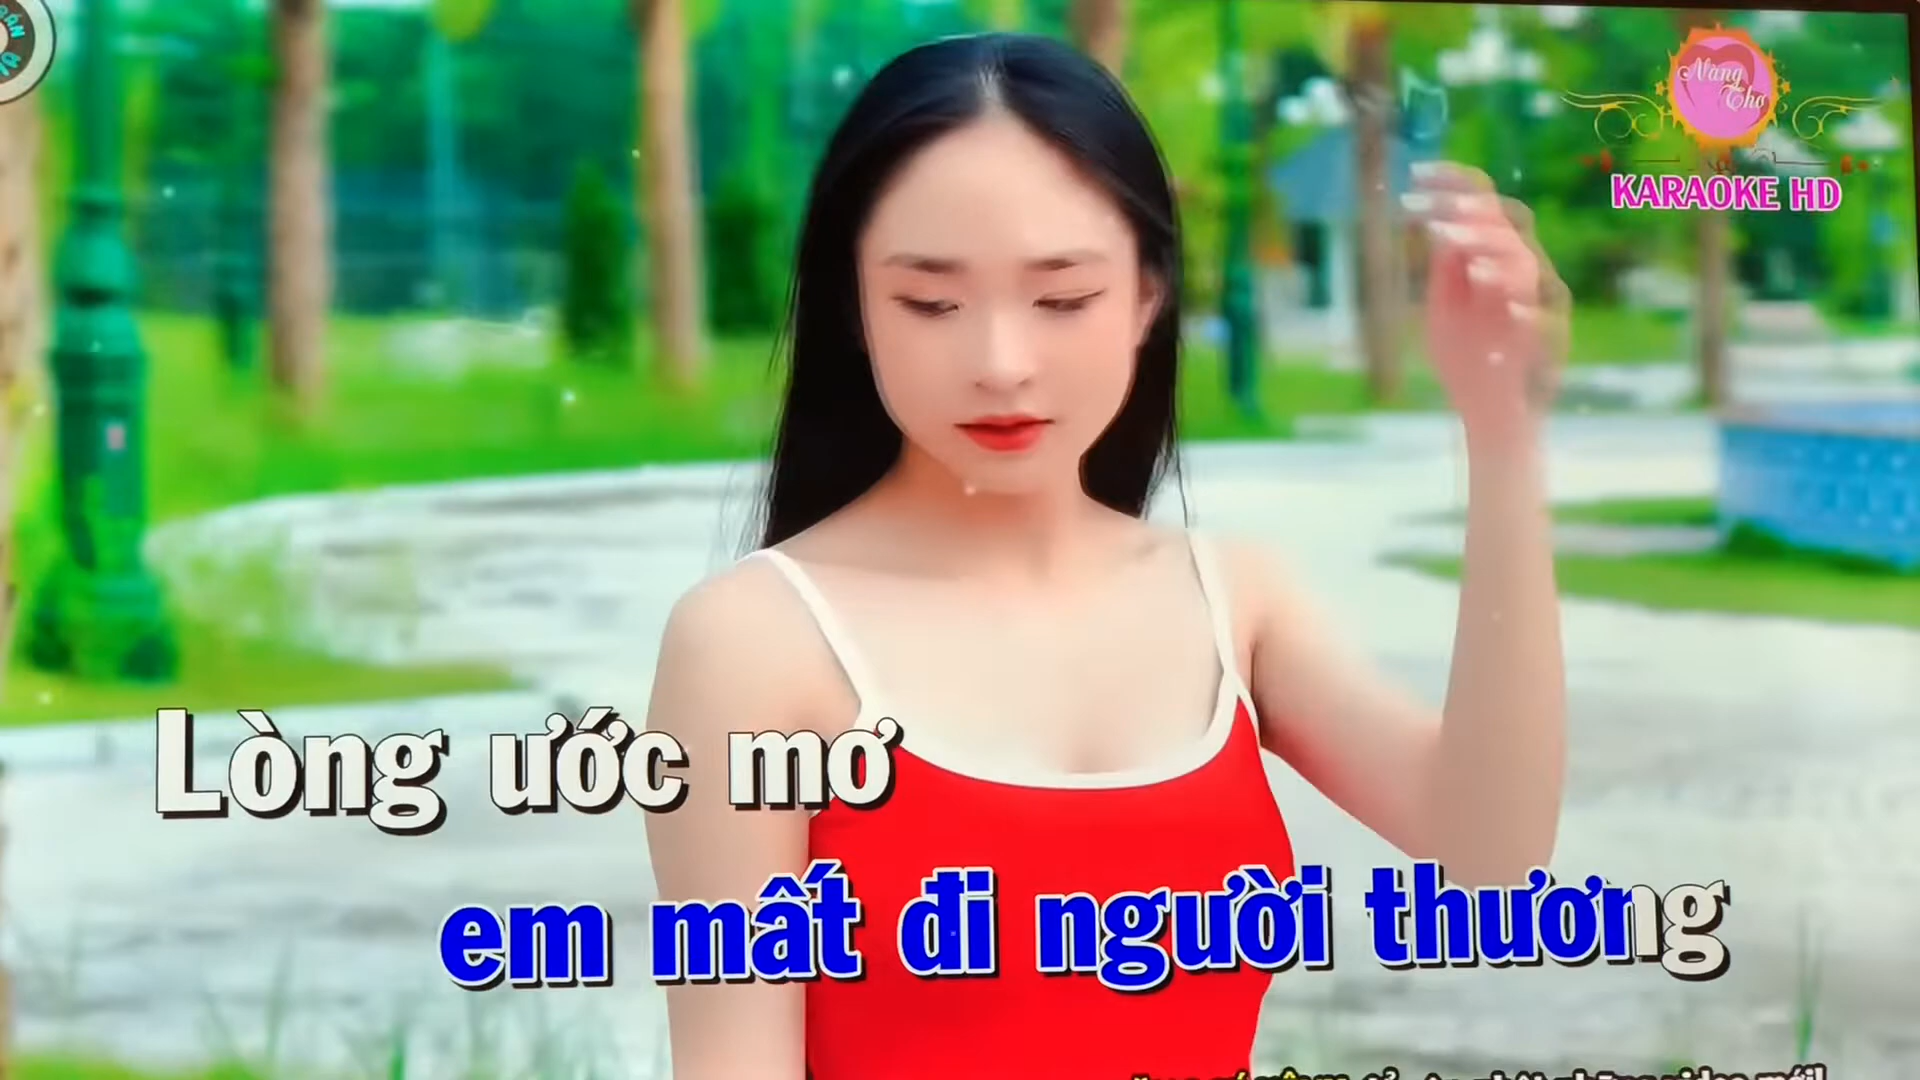 Nàng
Thơ
KARAOKE HD
Lòng ước mơ
em mất đi người thương